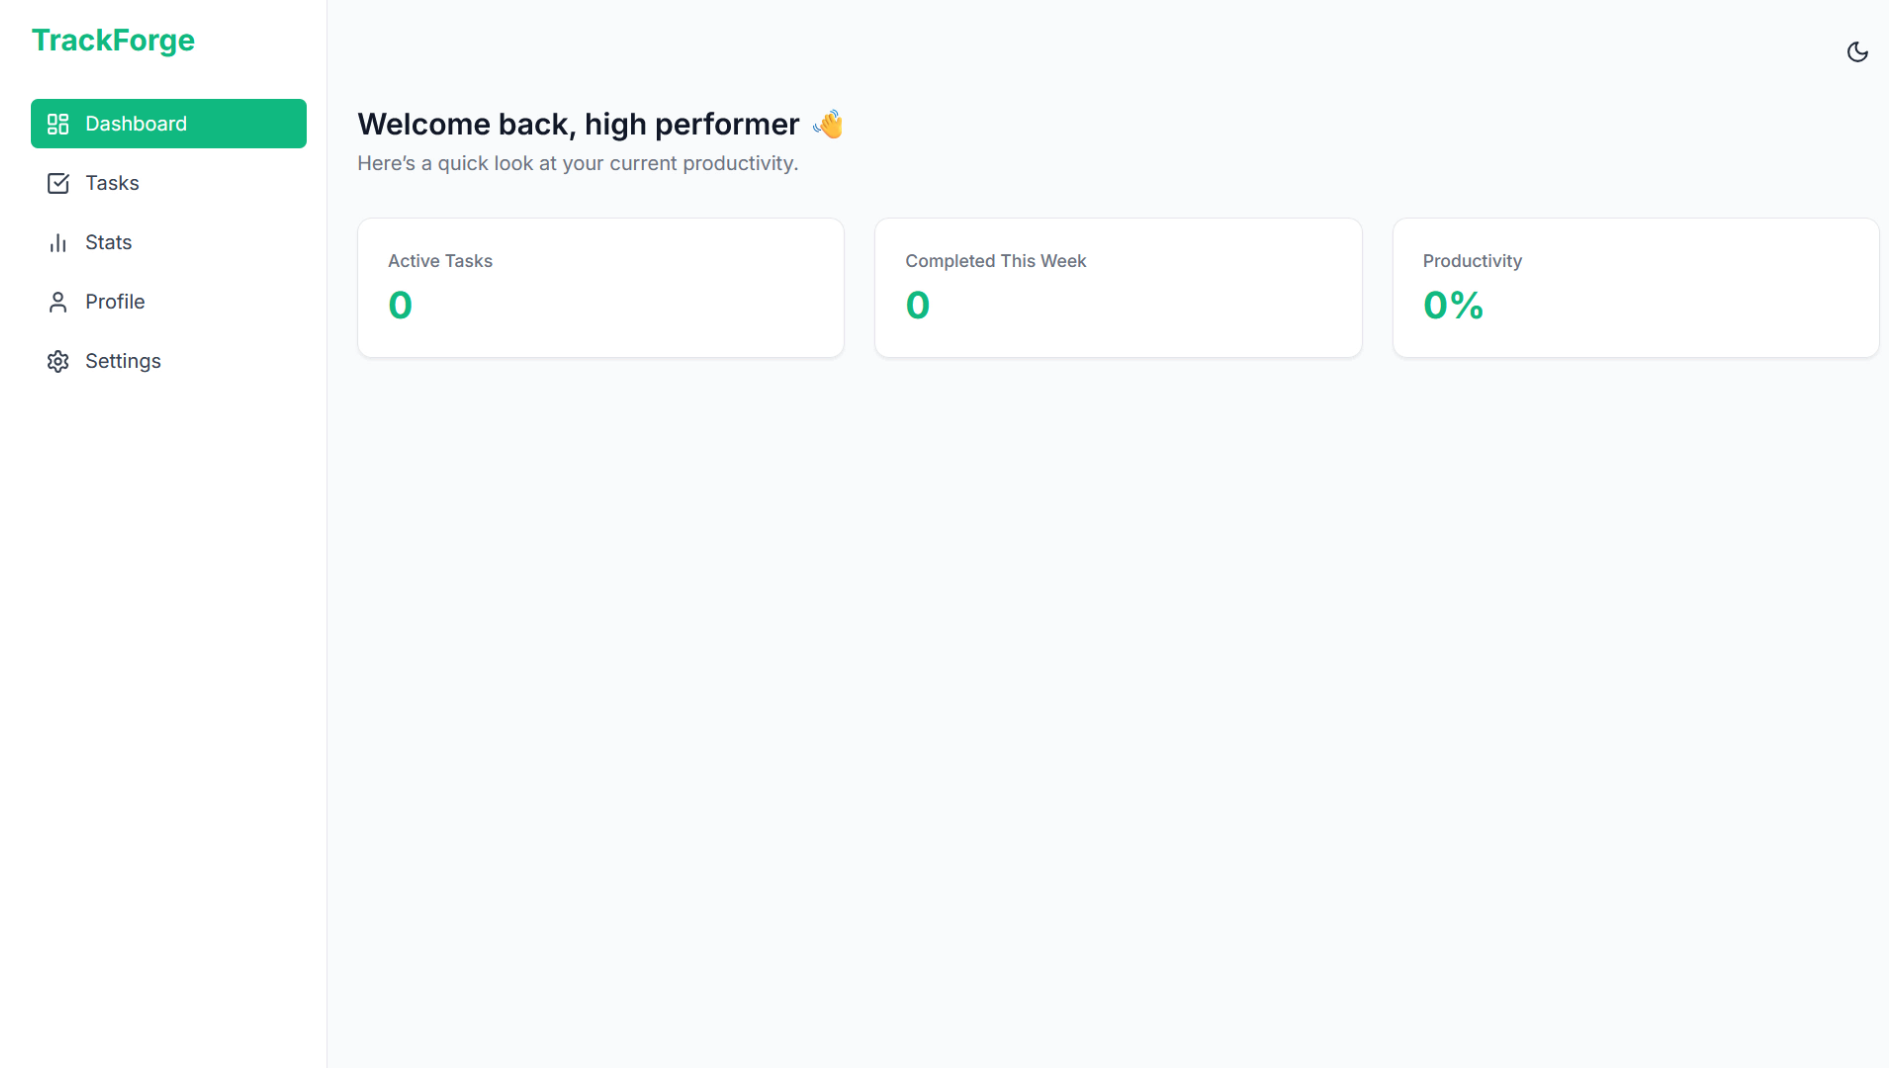 TrackForge
Dashboard
Tasks
Stats
Profile
Settings
Welcome back, high performer 👋
Here’s a quick look at your current productivity.
Active Tasks
0
Completed This Week
0
Productivity
0%